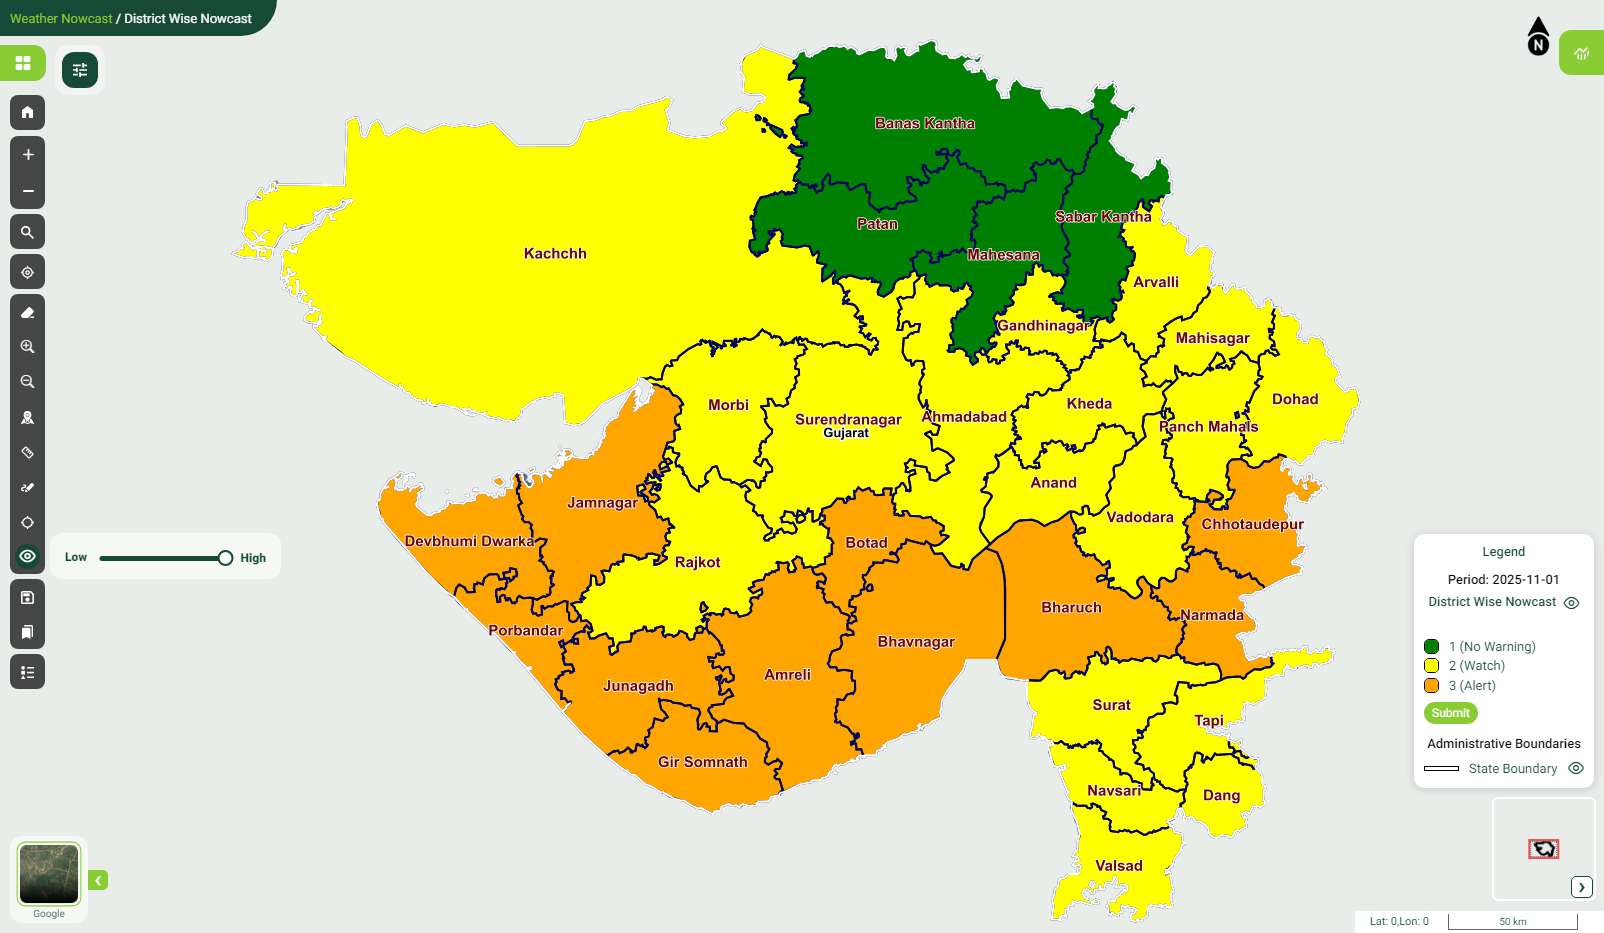 Weather Nowcast / District Wise Nowcast
N
Banas Kantha
Patan
Sabar Kantha
Mahesana
Kachchh
Arvalli
Gandhinagar
Mahisagar
Morbi
Surendranagar
Gujarat
Ahmadabad
Kheda
Panch Mahals
Dohad
Anand
Jamnagar
Vadodara
Chhotaudepur
Devbhumi Dwarka
Botad
Rajkot
Bharuch
Narmada
Porbandar
Bhavnagar
Amreli
Junagadh
Surat
Tapi
Gir Somnath
Navsari
Dang
Valsad
Low
High
Legend
Period: 2025-11-01
District Wise Nowcast
1 (No Warning)
2 (Watch)
3 (Alert)
Submit
Administrative Boundaries
State Boundary
Google
Lat: 0,Lon: 0
50 km